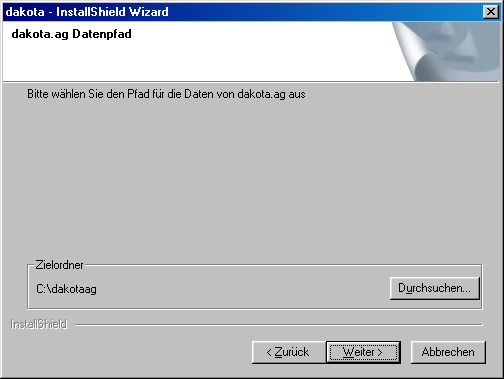 dakota - InstallShield Wizard
dakota.ag Datenpfad
Bitte wählen Sie den Pfad für die Daten von dakota.ag aus
Zielordner
C:\dakotaag
Durchsuchen...
InstallShield
< Zurück
Weiter >
Abbrechen